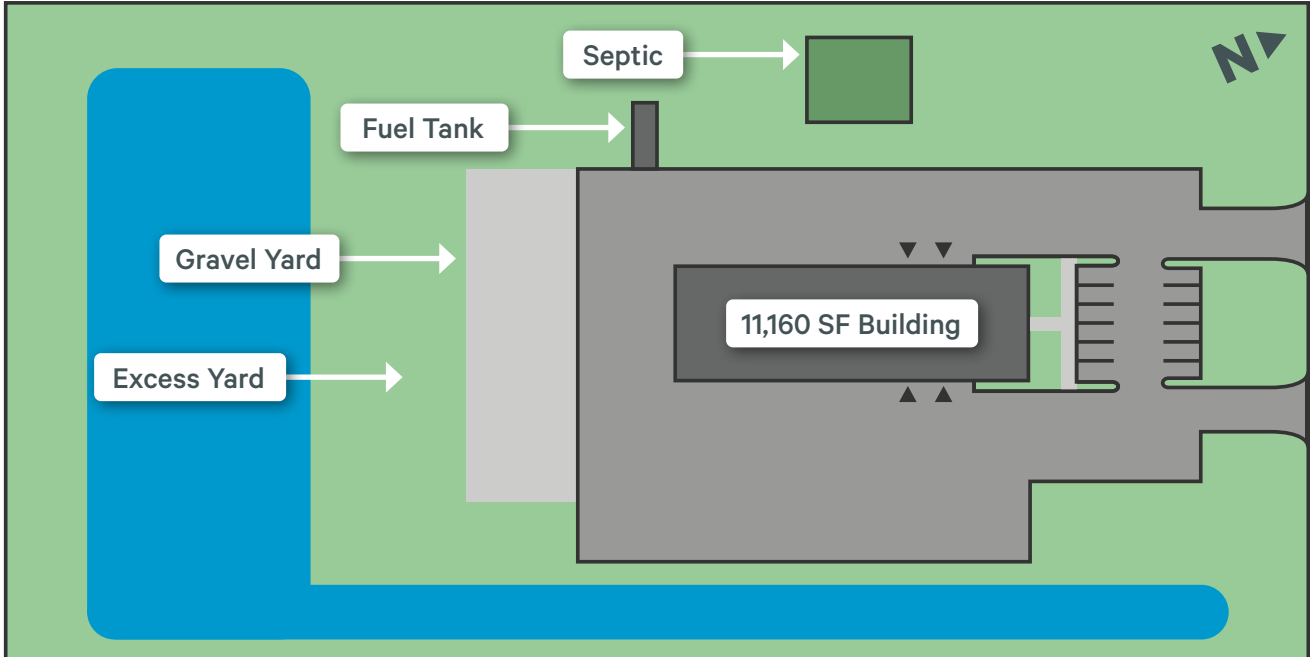 Septic
N
Fuel Tank
Gravel Yard
11,160 SF Building
Excess Yard